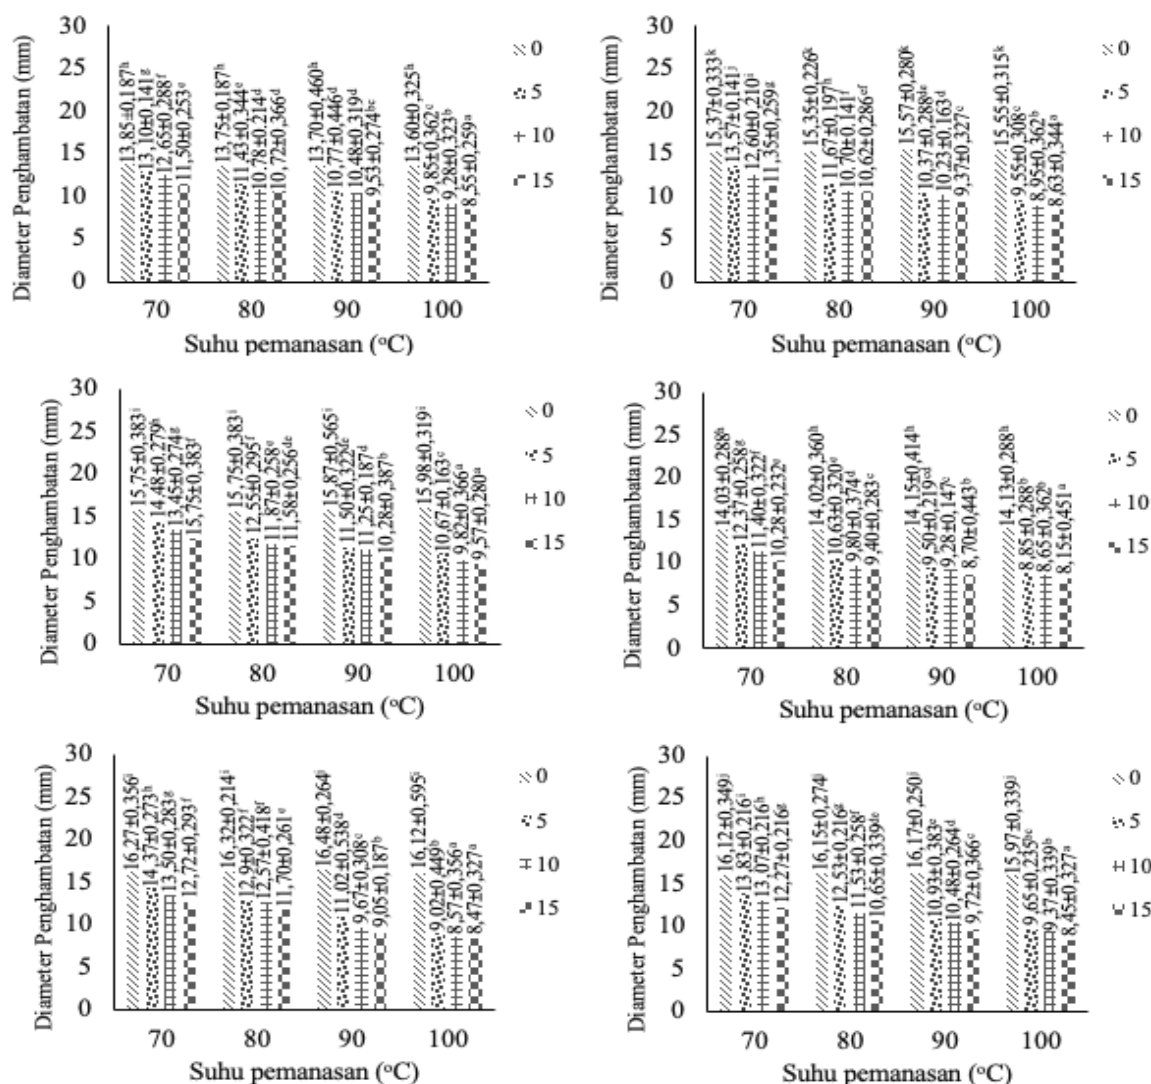 Diameter Penghambatan (mm)
30
25
20
15
10
5
0
13,85±0,187ʰ
13,10±0,141ᵍ
12,65±0,288ᶠ
11,50±0,253ᵉ
13,75±0,187ʰ
11,43±0,344ᵉ
10,78±0,214ᵈ
10,72±0,366ᵈ
13,70±0,460ʰ
10,77±0,446ᵈ
10,48±0,319ᵈ
9,53±0,274ᵇᶜ
13,60±0,325ʰ
9,85±0,362ᶜ
9,28±0,323ᵇ
8,55±0,259ᵃ
70 80 90 100
Suhu pemanasan (°C)
0
5
10
15
Diameter penghambatan (mm)
30
25
20
15
10
5
0
15,37±0,333ᵏ
13,57±0,141ʲ
12,60±0,210ⁱ
11,35±0,259ᵍ
15,35±0,226ᵏ
11,67±0,197ʰ
10,70±0,141ᶠ
10,62±0,286ᵉᶠ
15,57±0,280ᵏ
10,37±0,288ᵈᵉ
10,23±0,163ᵈ
9,37±0,327ᶜ
15,55±0,315ᵏ
9,55±0,308ᶜ
8,95±0,362ᵇ
8,63±0,344ᵃ
70 80 90 100
Suhu pemanasan (°C)
0
5
10
15
Diameter Penghambatan (mm)
30
25
20
15
10
5
0
15,75±0,383ⁱ
14,48±0,279ʰ
13,45±0,274ᵍ
15,75±0,383ᶠ
15,75±0,383ⁱ
12,55±0,295ᶠ
11,87±0,258ᵉ
11,58±0,256ᵈᵉ
15,87±0,565ⁱ
11,50±0,322ᵈᵉ
11,25±0,187ᵈ
10,28±0,387ᵇ
15,98±0,319ⁱ
10,67±0,163ᶜ
9,82±0,366ᵃ
9,57±0,280ᵃ
70 80 90 100
Suhu pemanasan (°C)
0
5
10
15
Diameter Penghambatan (mm)
30
25
20
15
10
5
0
14,03±0,288ʰ
12,37±0,258ᵍ
11,40±0,322ᶠ
10,28±0,232ᵉ
14,02±0,360ʰ
10,63±0,320ᵉ
9,80±0,374ᵈ
9,40±0,283ᶜ
14,15±0,414ʰ
9,50±0,219ᶜᵈ
9,28±0,147ᶜ
8,70±0,443ᵇ
14,13±0,288ʰ
8,85±0,288ᵇ
8,65±0,362ᵇ
8,15±0,451ᵃ
70 80 90 100
Suhu pemanasan (°C)
0
5
10
15
Diameter Penghambatan (mm)
30
25
20
15
10
5
0
16,27±0,356ⁱ
14,37±0,273ʰ
13,50±0,283ᵍ
12,72±0,293ᶠ
16,32±0,214ⁱ
12,92±0,322ᶠ
12,57±0,418ᶠ
11,70±0,261ᵉ
16,48±0,264ⁱ
11,02±0,538ᵈ
9,67±0,308ᶜ
9,05±0,187ᵇ
16,12±0,595ⁱ
9,02±0,449ᵇ
8,57±0,356ᵃ
8,47±0,327ᵃ
70 80 90 100
Suhu pemanasan (°C)
0
5
10
15
Diameter Penghambatan (mm)
30
25
20
15
10
5
0
16,12±0,349ʲ
13,83±0,216ⁱ
13,07±0,216ʰ
12,27±0,216ᵍ
16,15±0,274ʲ
12,53±0,216ᵍ
11,53±0,258ᶠ
10,65±0,339ᵈᵉ
16,17±0,250ʲ
10,93±0,383ᵉ
10,48±0,264ᵈ
9,72±0,366ᶜ
15,97±0,339ʲ
9,65±0,235ᵇᶜ
9,37±0,339ᵇ
8,45±0,327ᵃ
70 80 90 100
Suhu pemanasan (°C)
0
5
10
15